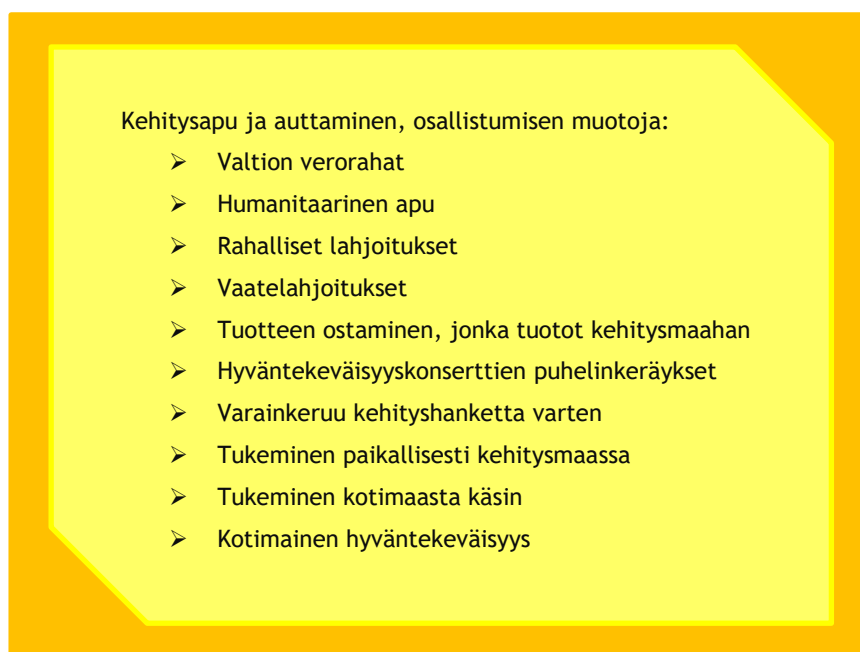 Kehitysapu ja auttaminen, osallistumisen muotoja:
➢ Valtion verorahat
➢ Humanitaarinen apu
➢ Rahalliset lahjoitukset
➢ Vaatelahjoitukset
➢ Tuotteen ostaminen, jonka tuotot kehitysmaahan
➢ Hyväntekeväisyyskonserttien puhelinkeräykset
➢ Varainkeruu kehityshanketta varten
➢ Tukeminen paikallisesti kehitysmaassa
➢ Tukeminen kotimaasta käsin
➢ Kotimainen hyväntekeväisyys